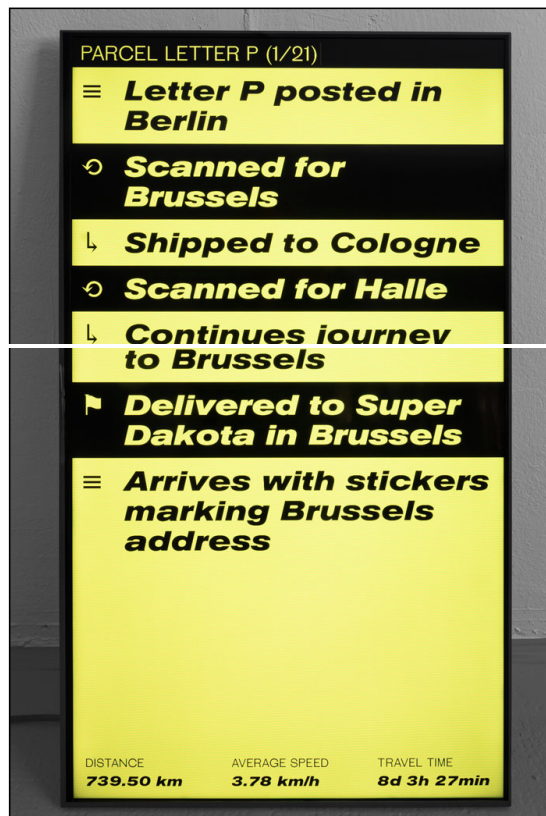 PARCEL LETTER P (1/21)
Letter P posted in
Berlin
Scanned for
Brussels
Shipped to Cologne
Scanned for Halle
Continues journey
to Brussels
Delivered to Super
Dakota in Brussels
Arrives with stickers
marking Brussels
address
DISTANCE AVERAGE SPEED TRAVEL TIME
739.50 km 3.78 km/h 8d 3h 27min